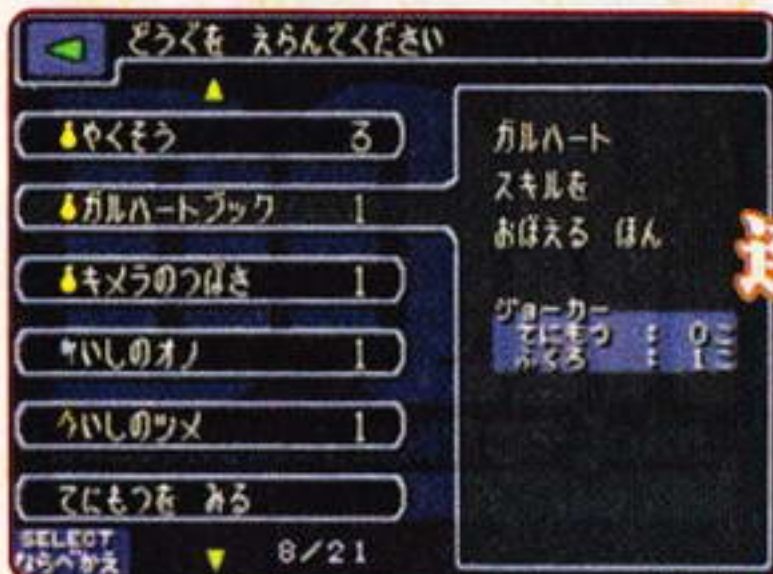 どうぐを えらんでください
やくそう 3
ガルハートブック 1
キメラのつばさ 1
いしのオノ 1
いしのツメ 1
てにもつを みる
SELECT
ならべかえ
8/21
ガルハート
スキルを
おぼえる ほん
ジョーカー
てにもつ : 0こ
ふくろ : 1こ